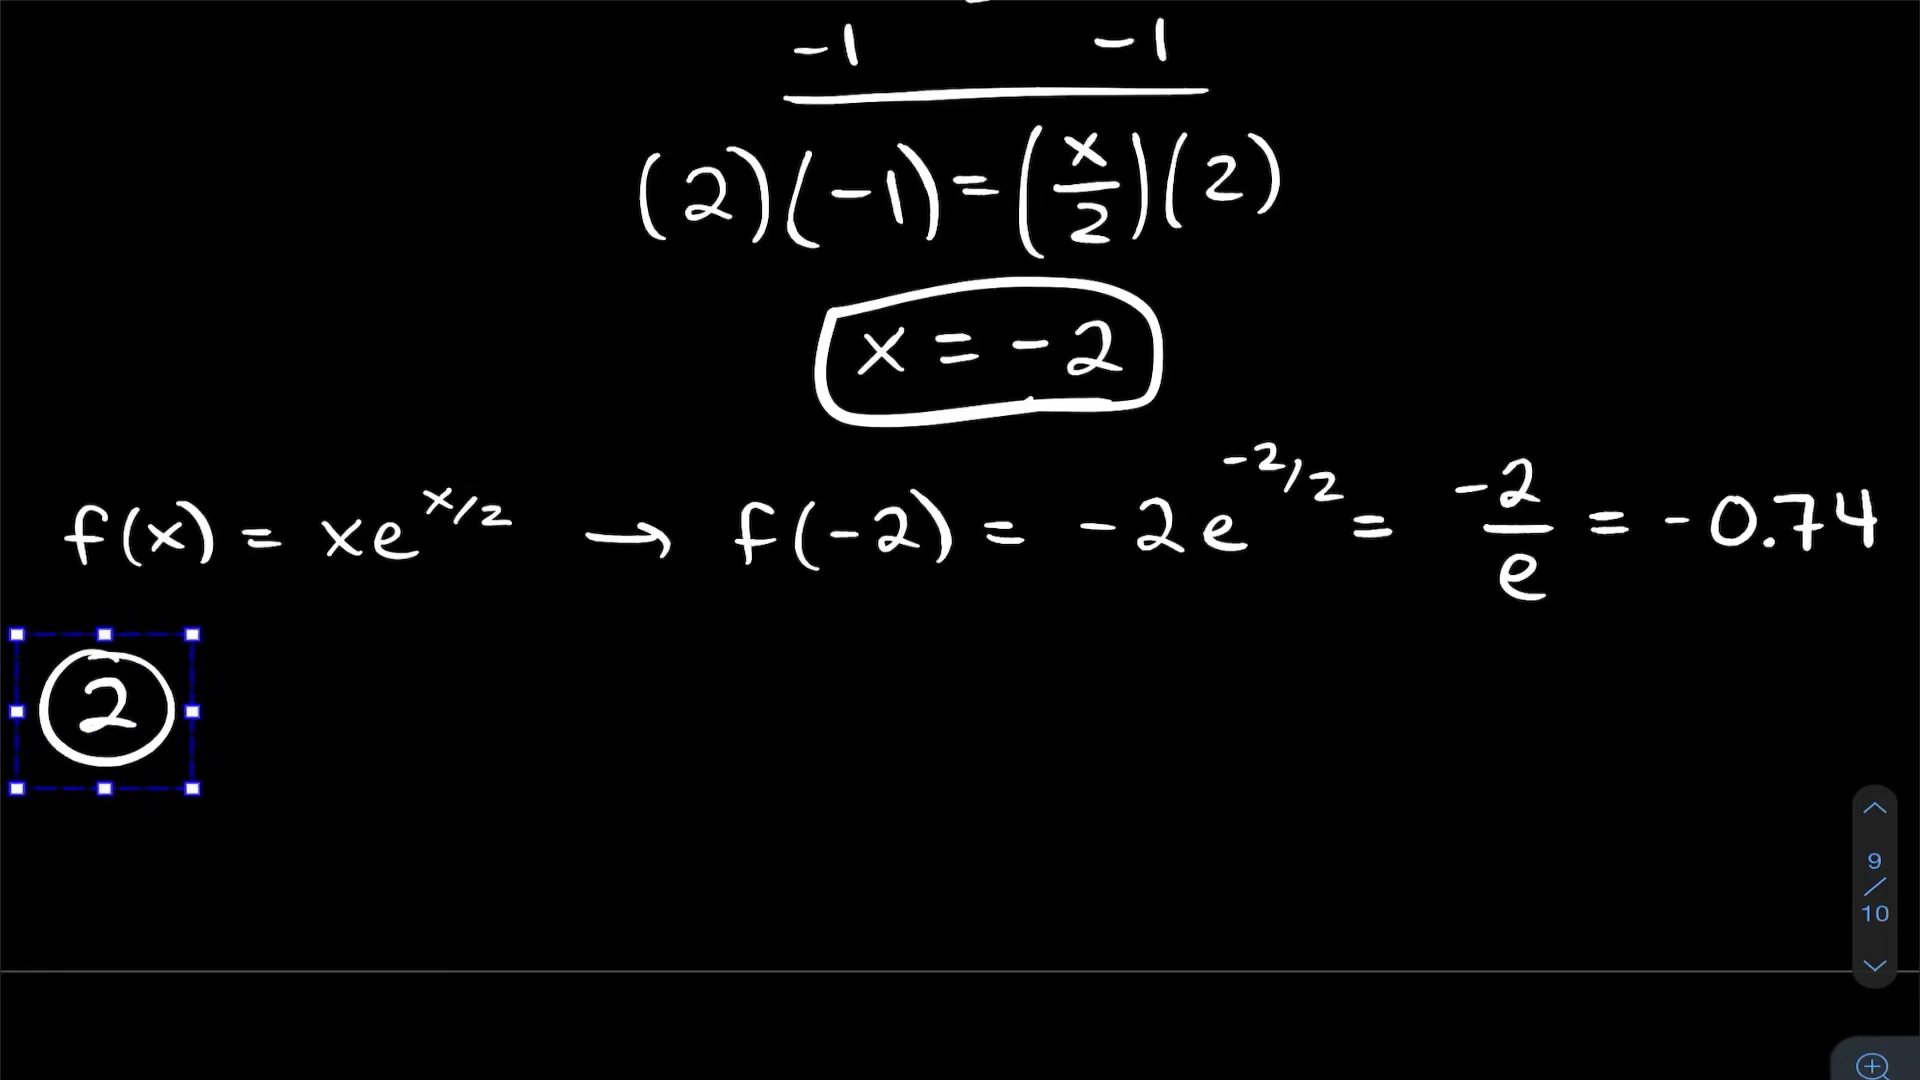 -1 -1
(2)(-1)=(x/2)(2)
x = -2
f(x) = xe^x/2 → f(-2) = -2e^-2/2 = -2/e = -0.74
2
9
/
10